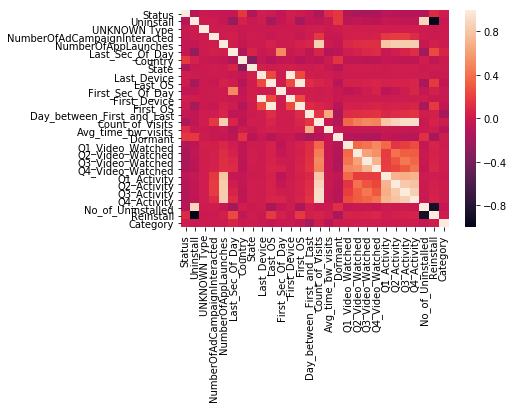 Status
Uninstall
UNKNOWN Type
NumberOfAdCampaignInteracted
NumberOfAppLaunches
Last_Sec_Of_Day
Country
State
Last_Device
Last_OS
First_Sec_Of_Day
First_Device
First_OS
Day_between_First_and_Last
Count_of_Visits
Avg_time_bw_visits
Dormant
Q1_Video_Watched
Q2_Video_Watched
Q3_Video_Watched
Q4_Video_Watched
Q1_Activity
Q2_Activity
Q3_Activity
Q4_Activity
No_of_Uninstalled
Reinstall
Category
0.8
0.4
0.0
−0.4
−0.8
Status
Uninstall
UNKNOWN Type
NumberOfAdCampaignInteracted
NumberOfAppLaunches
Last_Sec_Of_Day
Country
State
Last_Device
Last_OS
First_Sec_Of_Day
First_Device
First_OS
Day_between_First_and_Last
Count_of_Visits
Avg_time_bw_visits
Dormant
Q1_Video_Watched
Q2_Video_Watched
Q3_Video_Watched
Q4_Video_Watched
Q1_Activity
Q2_Activity
Q3_Activity
Q4_Activity
No_of_Uninstalled
Reinstall
Category